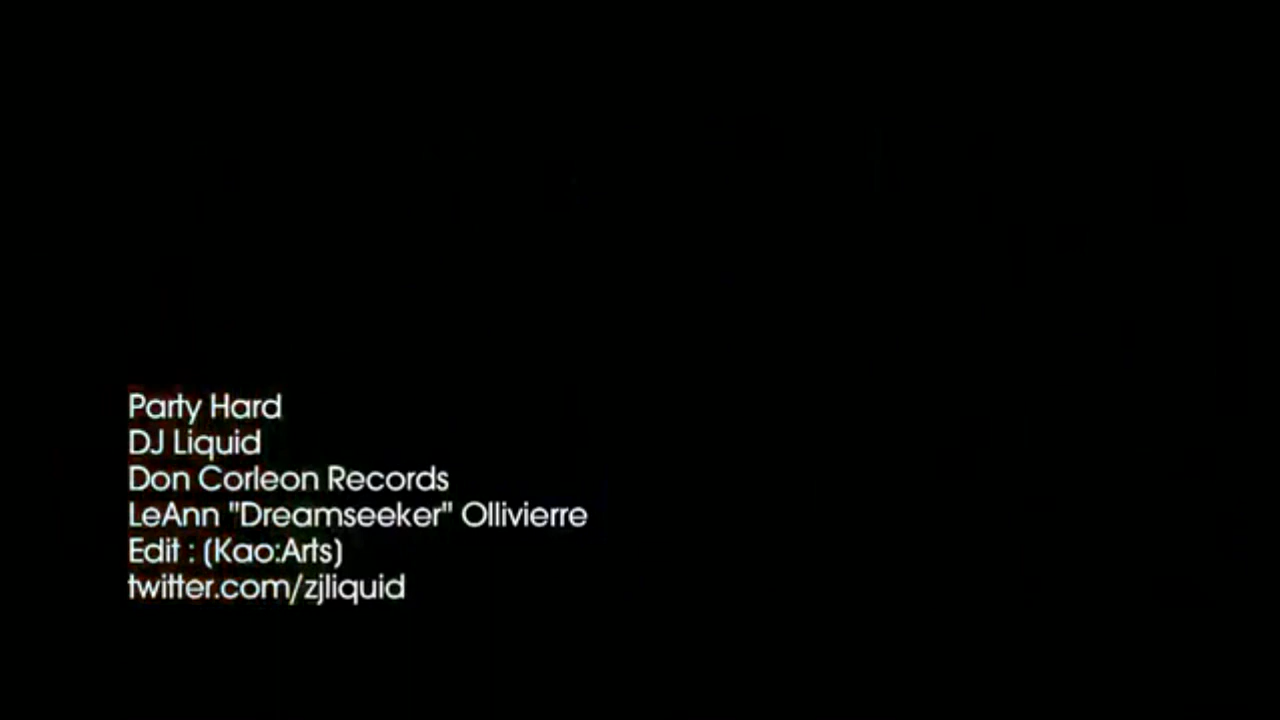 Party Hard
DJ Liquid
Don Corleon Records
LeAnn "Dreamseeker" Ollivierre
Edit : (Kao:Arts)
twitter.com/zjliquid